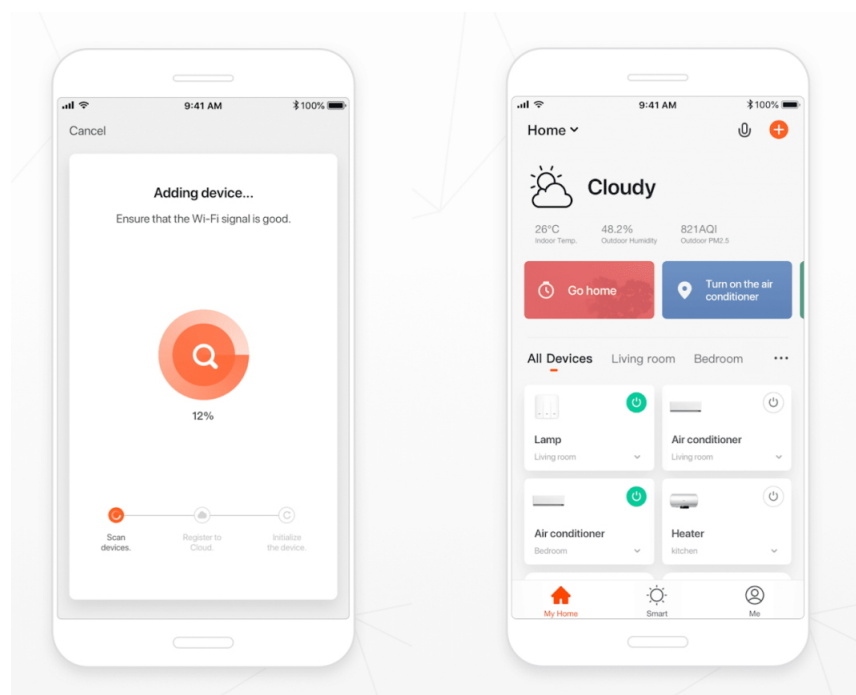 9:41 AM
100%
Cancel
Adding device...
Ensure that the Wi-Fi signal is good.
12%
Scan
devices.
Register to
Cloud.
Initialize
the device.
9:41 AM
100%
Home
Cloudy
26°C
Indoor Temp.
48.2%
Outdoor Humidity
821AQI
Outdoor PM2.5
Go home
Turn on the air
conditioner
All Devices
Living room
Bedroom
Lamp
Living room
Air conditioner
Living room
Air conditioner
Bedroom
Heater
kitchen
My Home
Smart
Me